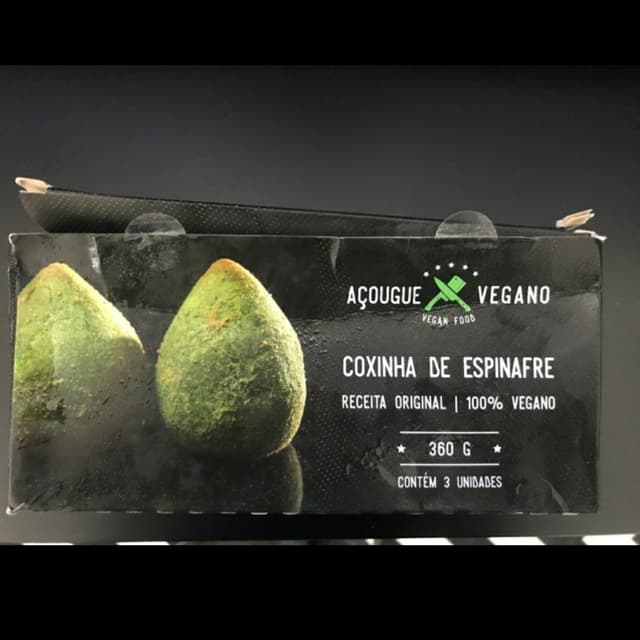 AÇOUGUE VEGANO
VEGAN FOOD
COXINHA DE ESPINAFRE
RECEITA ORIGINAL | 100% VEGANO
360 G
CONTÉM 3 UNIDADES